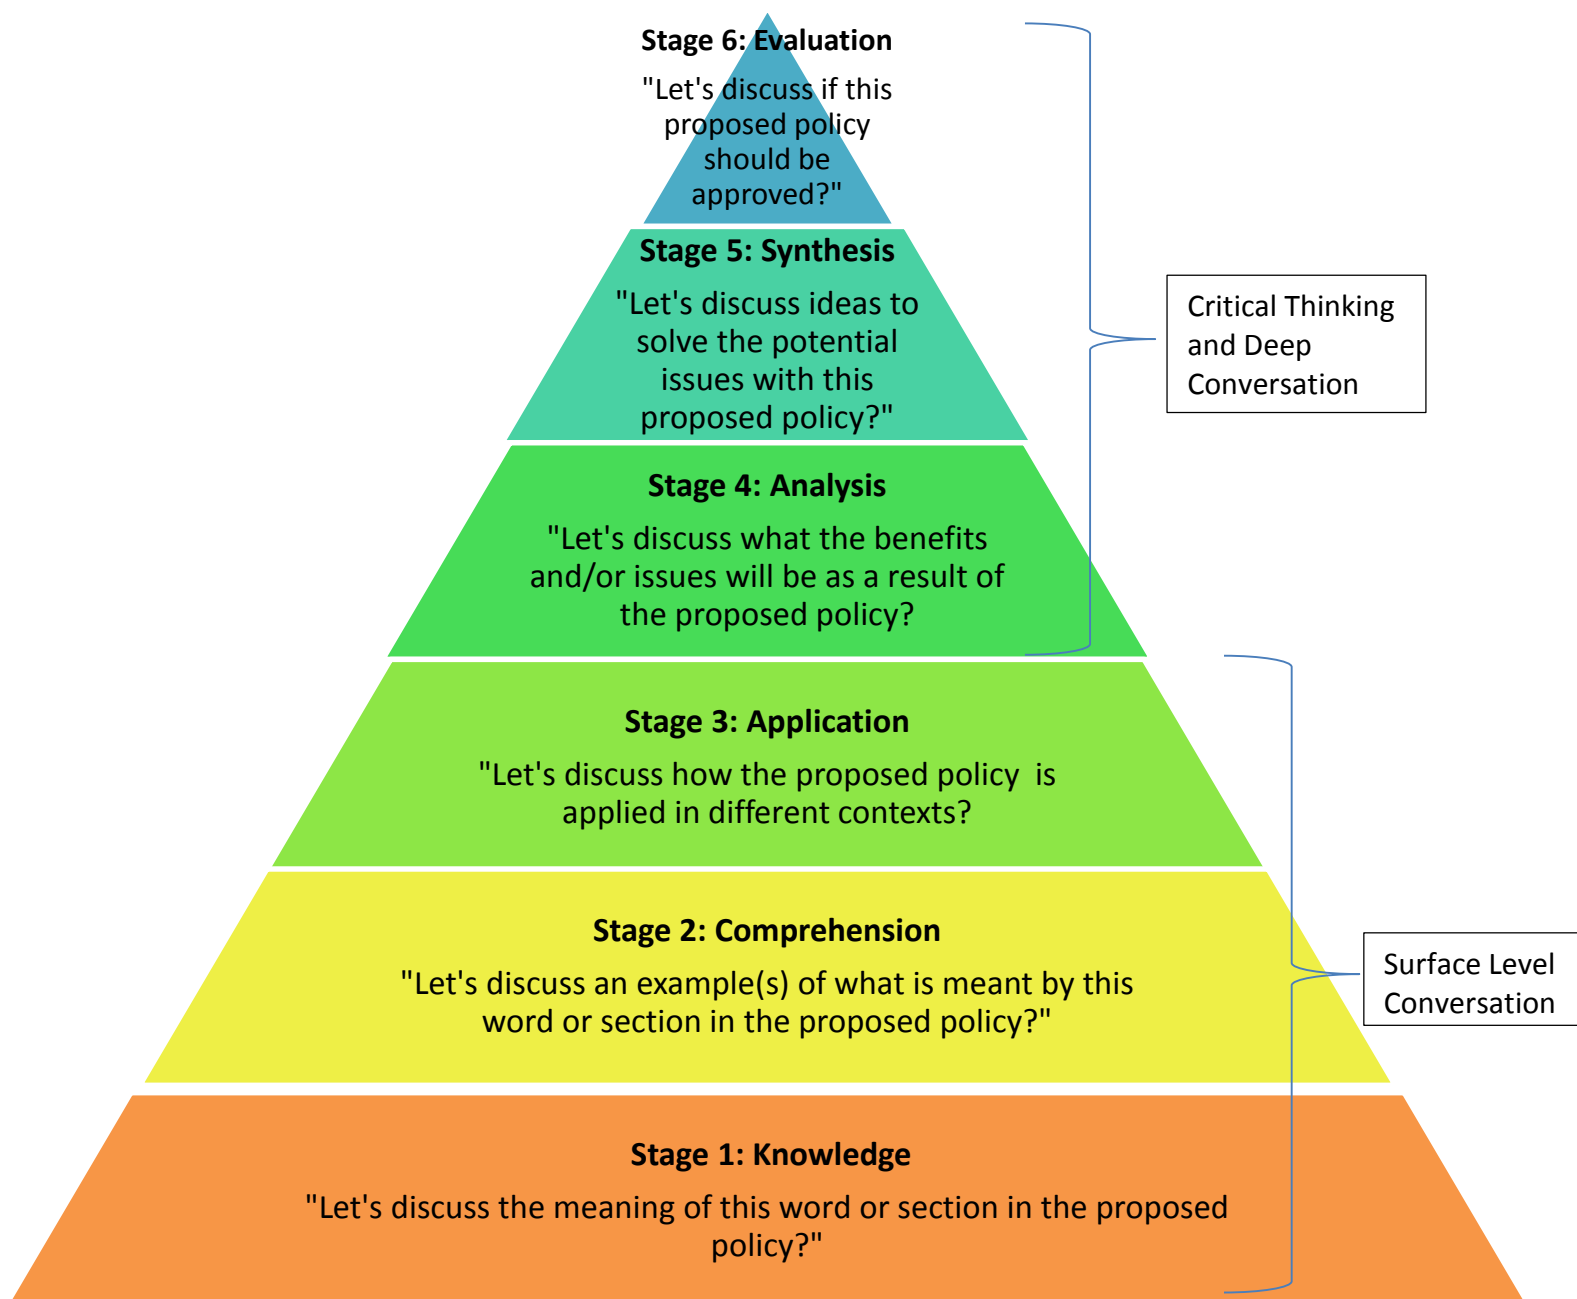 Stage 6: Evaluation
"Let's discuss if this
proposed policy
should be
approved?"
Stage 5: Synthesis
"Let's discuss ideas to
solve the potential
issues with this
proposed policy?"
Critical Thinking
and Deep
Conversation
Stage 4: Analysis
"Let's discuss what the benefits
and/or issues will be as a result of
the proposed policy?
Stage 3: Application
"Let's discuss how the proposed policy  is
applied in different contexts?
Stage 2: Comprehension
"Let's discuss an example(s) of what is meant by this
word or section in the proposed policy?"
Surface Level
Conversation
Stage 1: Knowledge
"Let's discuss the meaning of this word or section in the proposed
policy?"